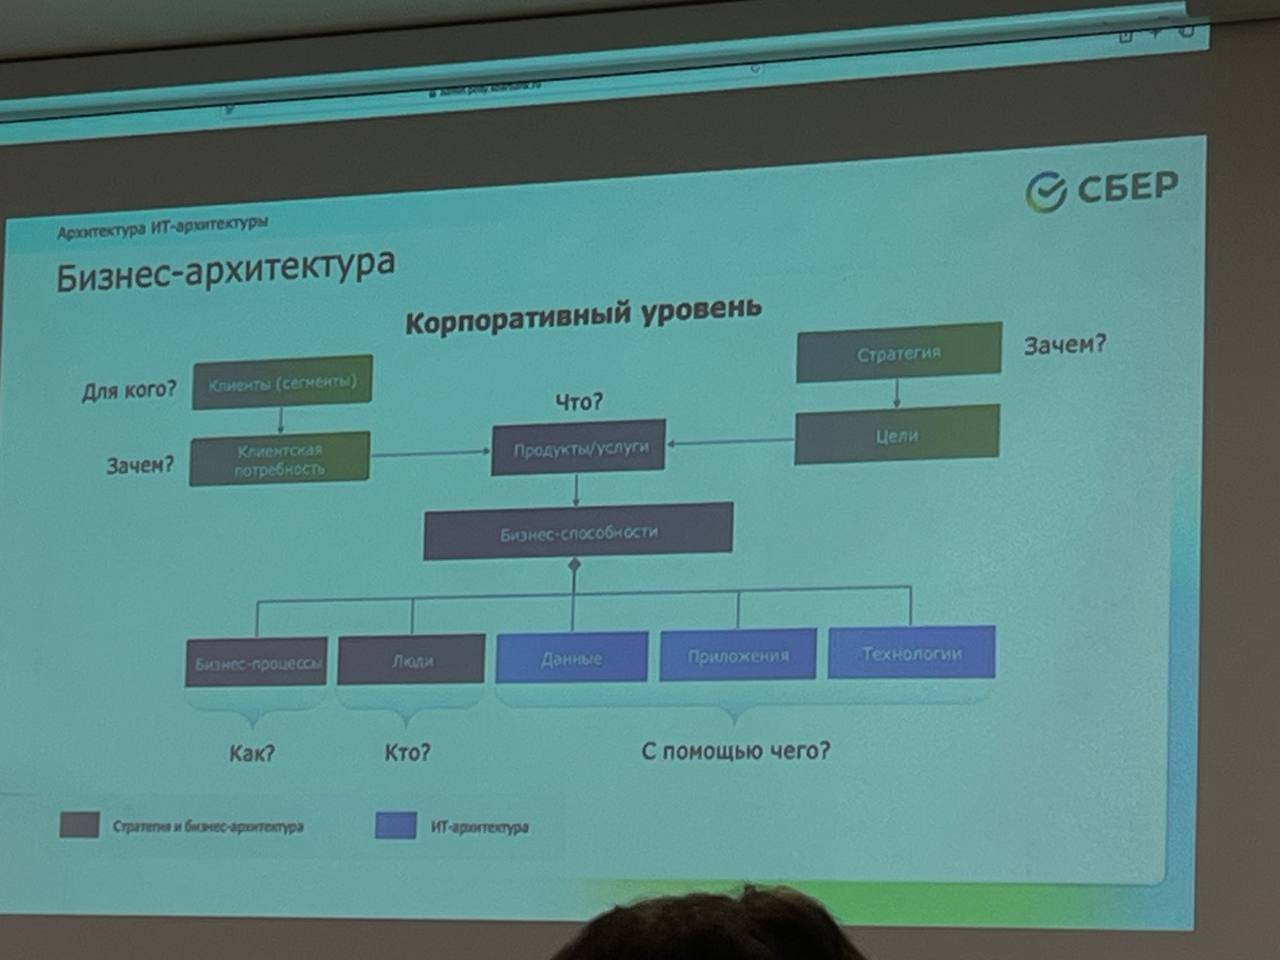 СБЕР
Архитектура ИТ-архитектуры
Бизнес-архитектура
Корпоративный уровень
Для кого?
Клиенты (сегменты)
Стратегия
Зачем?
Что?
Зачем?
Клиентская
потребность
Продукты/услуги
Цели
Бизнес-способности
Бизнес-процессы
Люди
Данные
Приложения
Технологии
Как?
Кто?
С помощью чего?
Стратегия и бизнес-архитектура
ИТ-архитектура